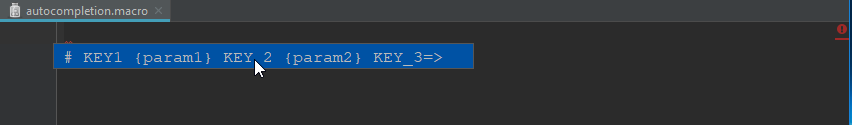 autocompletion.macro
# KEY1 {param1} KEY_2 {param2} KEY_3=>